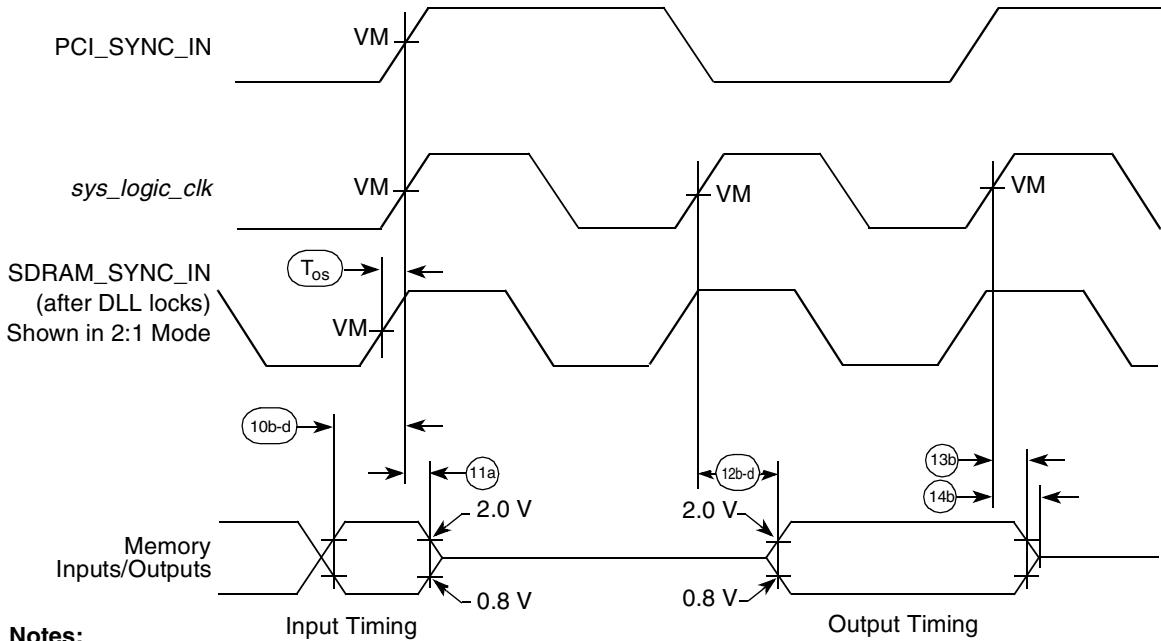 PCI_SYNC_IN
VM
sys_logic_clk
VM
VM
VM
SDRAM_SYNC_IN
(after DLL locks)
Shown in 2:1 Mode
Tos
VM
10b-d
11a
12b-d
13b
14b
2.0 V
2.0 V
Memory
Inputs/Outputs
0.8 V
0.8 V
Input Timing
Output Timing
Notes: